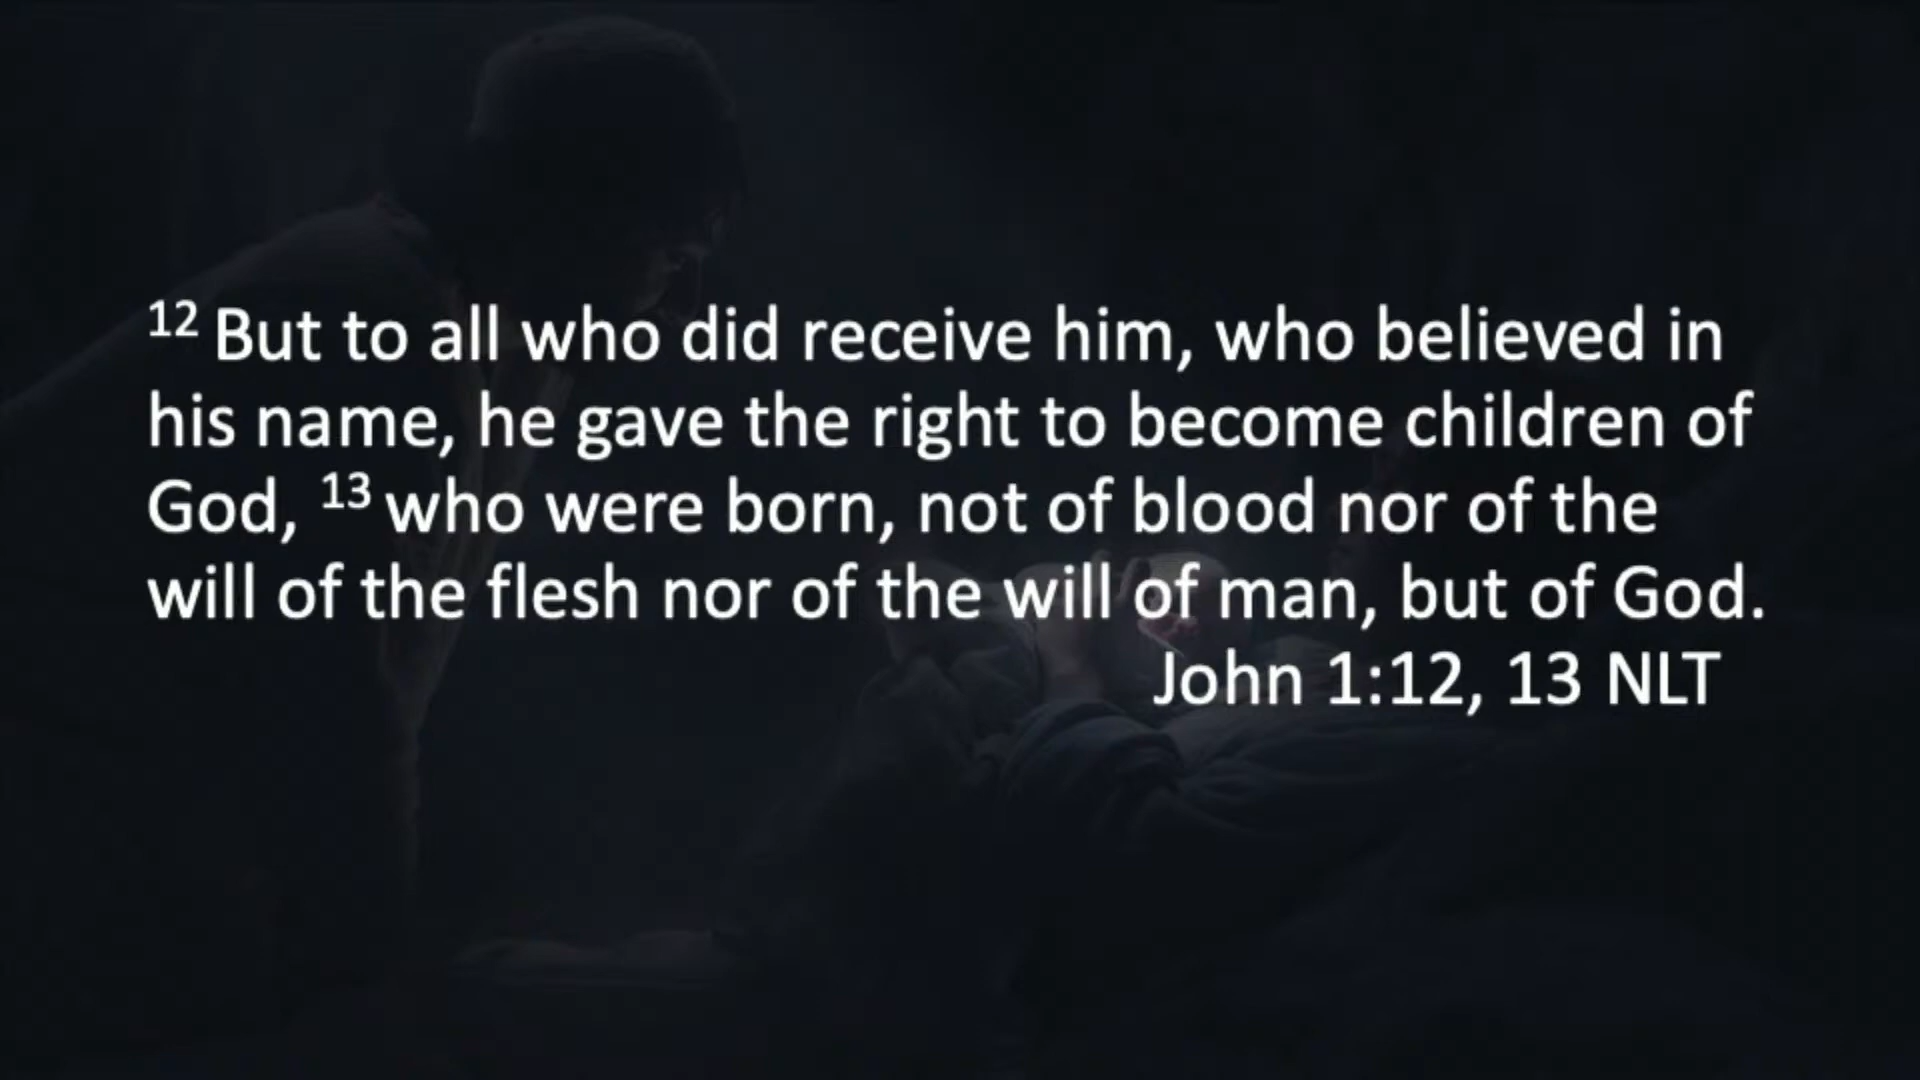 ¹² But to all who did receive him, who believed in
his name, he gave the right to become children of
God, ¹³ who were born, not of blood nor of the
will of the flesh nor of the will of man, but of God.
John 1:12, 13 NLT